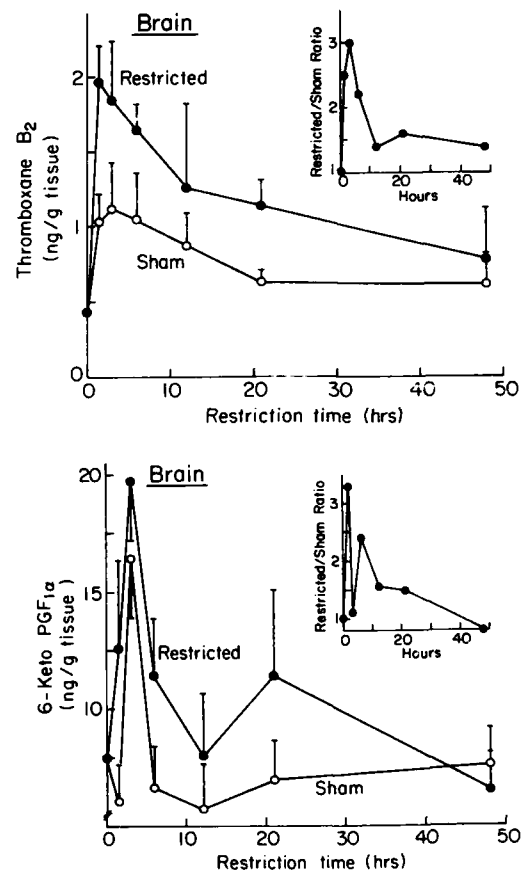 Brain
Restricted
Sham
Thromboxane B2
(ng/g tissue)
2
1
0
0 10 20 30 40 50
Restriction time (hrs)
Restricted/Sham Ratio
3
2
1
0 20 40
Hours
Brain
Restricted
Sham
6-Keto PGF1α
(ng/g tissue)
20
15
10
0 10 20 30 40 50
Restriction time (hrs)
Restricted/Sham Ratio
3
2
1
0 20 40
Hours